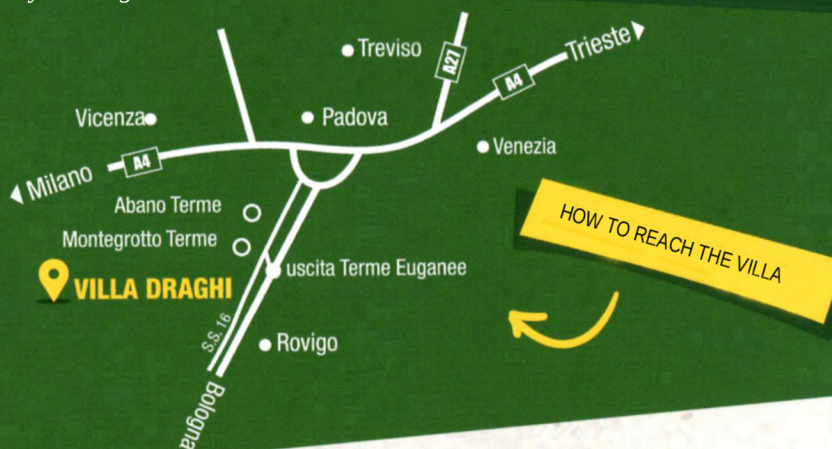 Treviso
A27
Trieste
A4
Vicenza
Padova
Venezia
A4
Milano
Abano Terme
Montegrotto Terme
VILLA DRAGHI
uscita Terme Euganee
S.S. 16
Rovigo
Bologna
HOW TO REACH THE VILLA